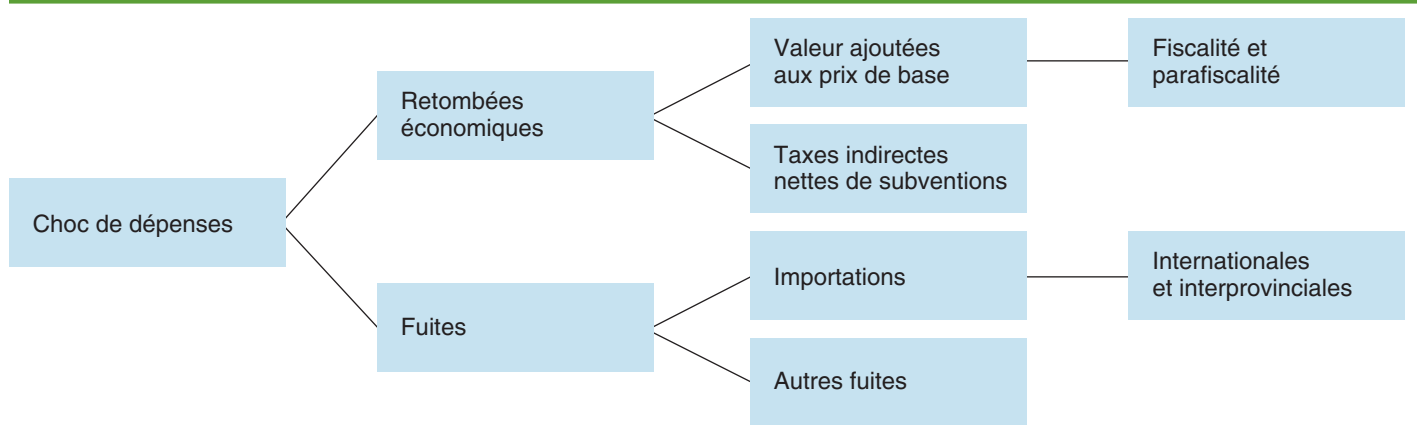 Valeur ajoutées
aux prix de base
Fiscalité et
parafiscalité
Retombées
économiques
Taxes indirectes
nettes de subventions
Choc de dépenses
Importations
Internationales
et interprovinciales
Fuites
Autres fuites